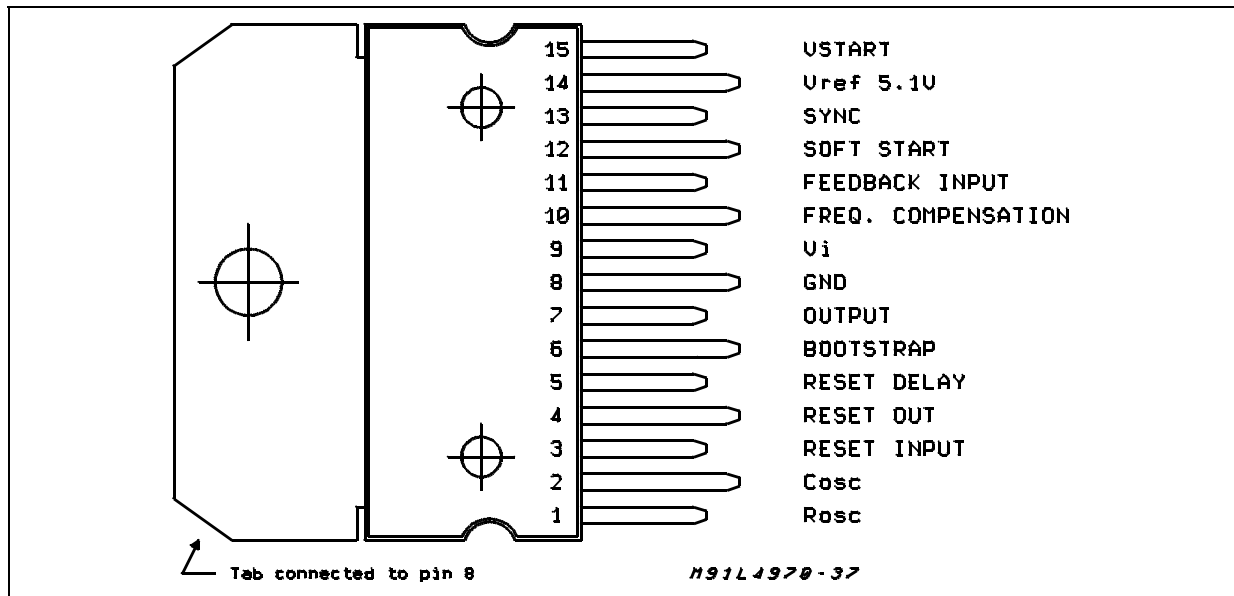 15 VSTART
14 Vref 5.1V
13 SYNC
12 SOFT START
11 FEEDBACK INPUT
10 FREQ. COMPENSATION
9 Vi
8 GND
7 OUTPUT
6 BOOTSTRAP
5 RESET DELAY
4 RESET OUT
3 RESET INPUT
2 Cosc
1 Rosc
Tab connected to pin 8
M91L4970-37